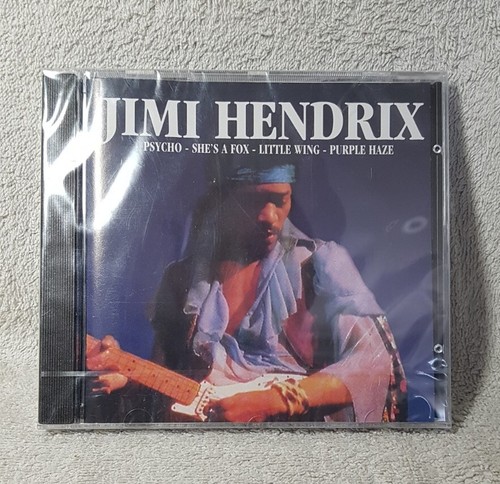 JIMI HENDRIX
PSYCHO - SHE'S A FOX - LITTLE WING - PURPLE HAZE